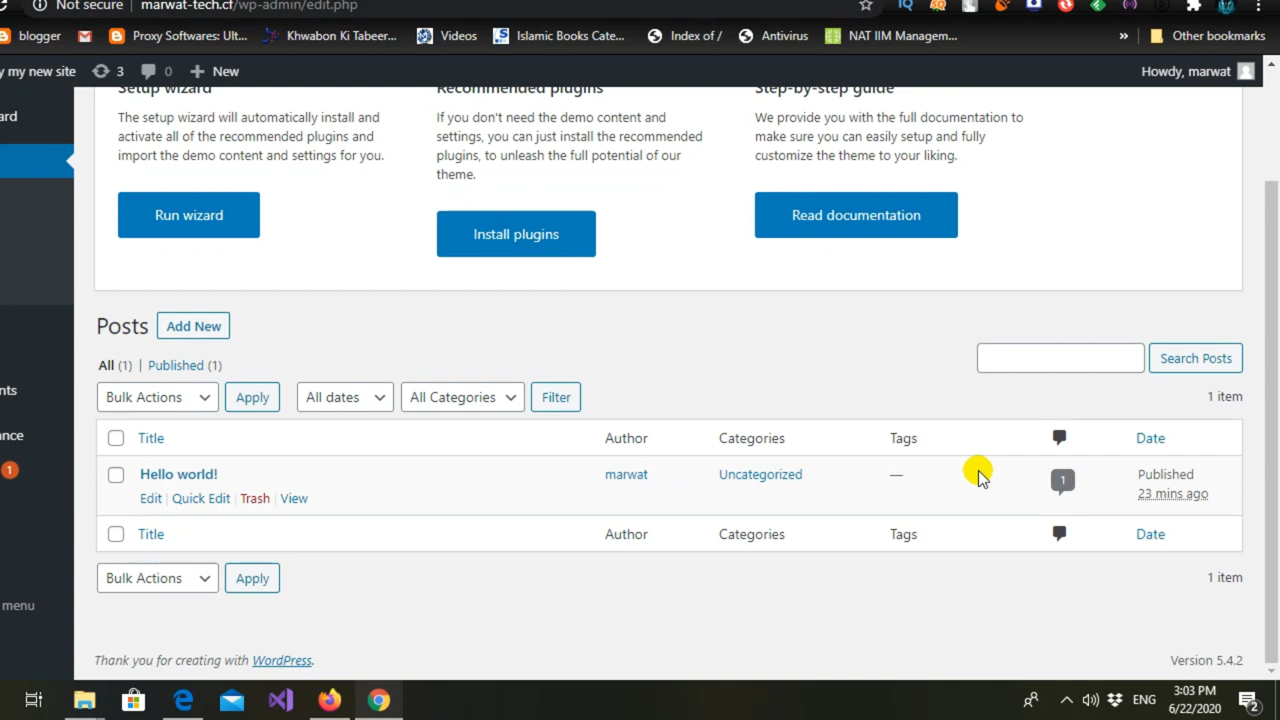 Not secure marwat-tech.cf/wp-admin/edit.php
blogger Proxy Softwares: Ult... Khwabon Ki Tabeer... Videos Islamic Books Cate... Index of / Antivirus NAT IIM Managem... » Other bookmarks
y my new site 3 0 New Howdy, marwat
Setup wizard Recommended plugins Step-by-step guide
ard
The setup wizard will automatically install and
activate all of the recommended plugins and
import the demo content and settings for you.
If you don't need the demo content and
settings, you can just install the recommended
plugins, to unleash the full potential of our
theme.
We provide you with the full documentation to
make sure you can easily setup and fully
customize the theme to your liking.
Run wizard
Install plugins
Read documentation
Posts Add New
All (1) | Published (1)
Search Posts
nts
Bulk Actions Apply All dates All Categories Filter 1 item
ance
Title Author Categories Tags Date
1
Hello world! marwat Uncategorized — 1 Published
Edit | Quick Edit | Trash | View 23 mins ago
Title Author Categories Tags Date
Bulk Actions Apply 1 item
menu
Thank you for creating with WordPress. Version 5.4.2
ENG 3:03 PM
6/22/2020 2